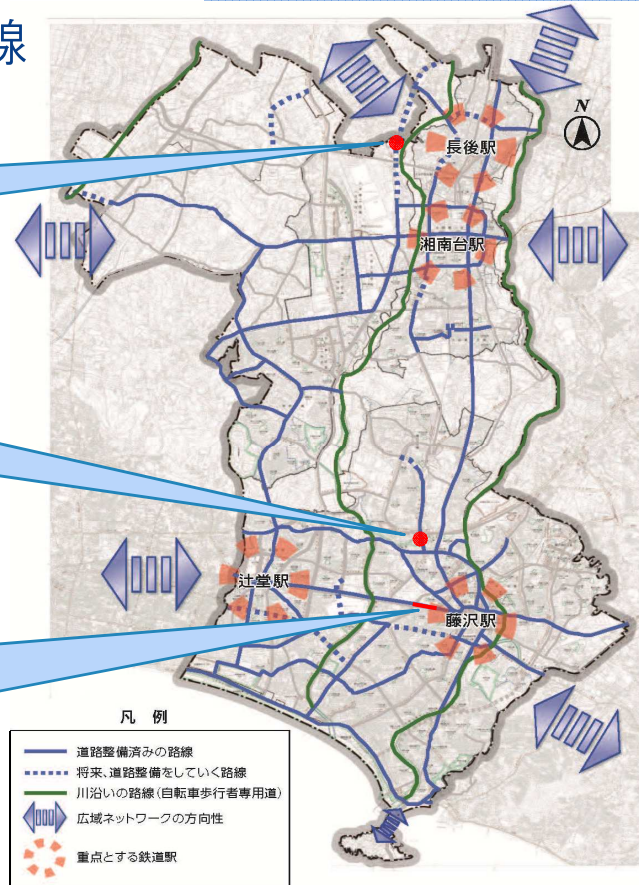 線
N
長後駅
湘南台駅
辻堂駅
藤沢駅
凡 例
道路整備済みの路線
将来、道路整備をしていく路線
川沿いの路線(自転車歩行者専用道)
広域ネットワークの方向性
重点とする鉄道駅